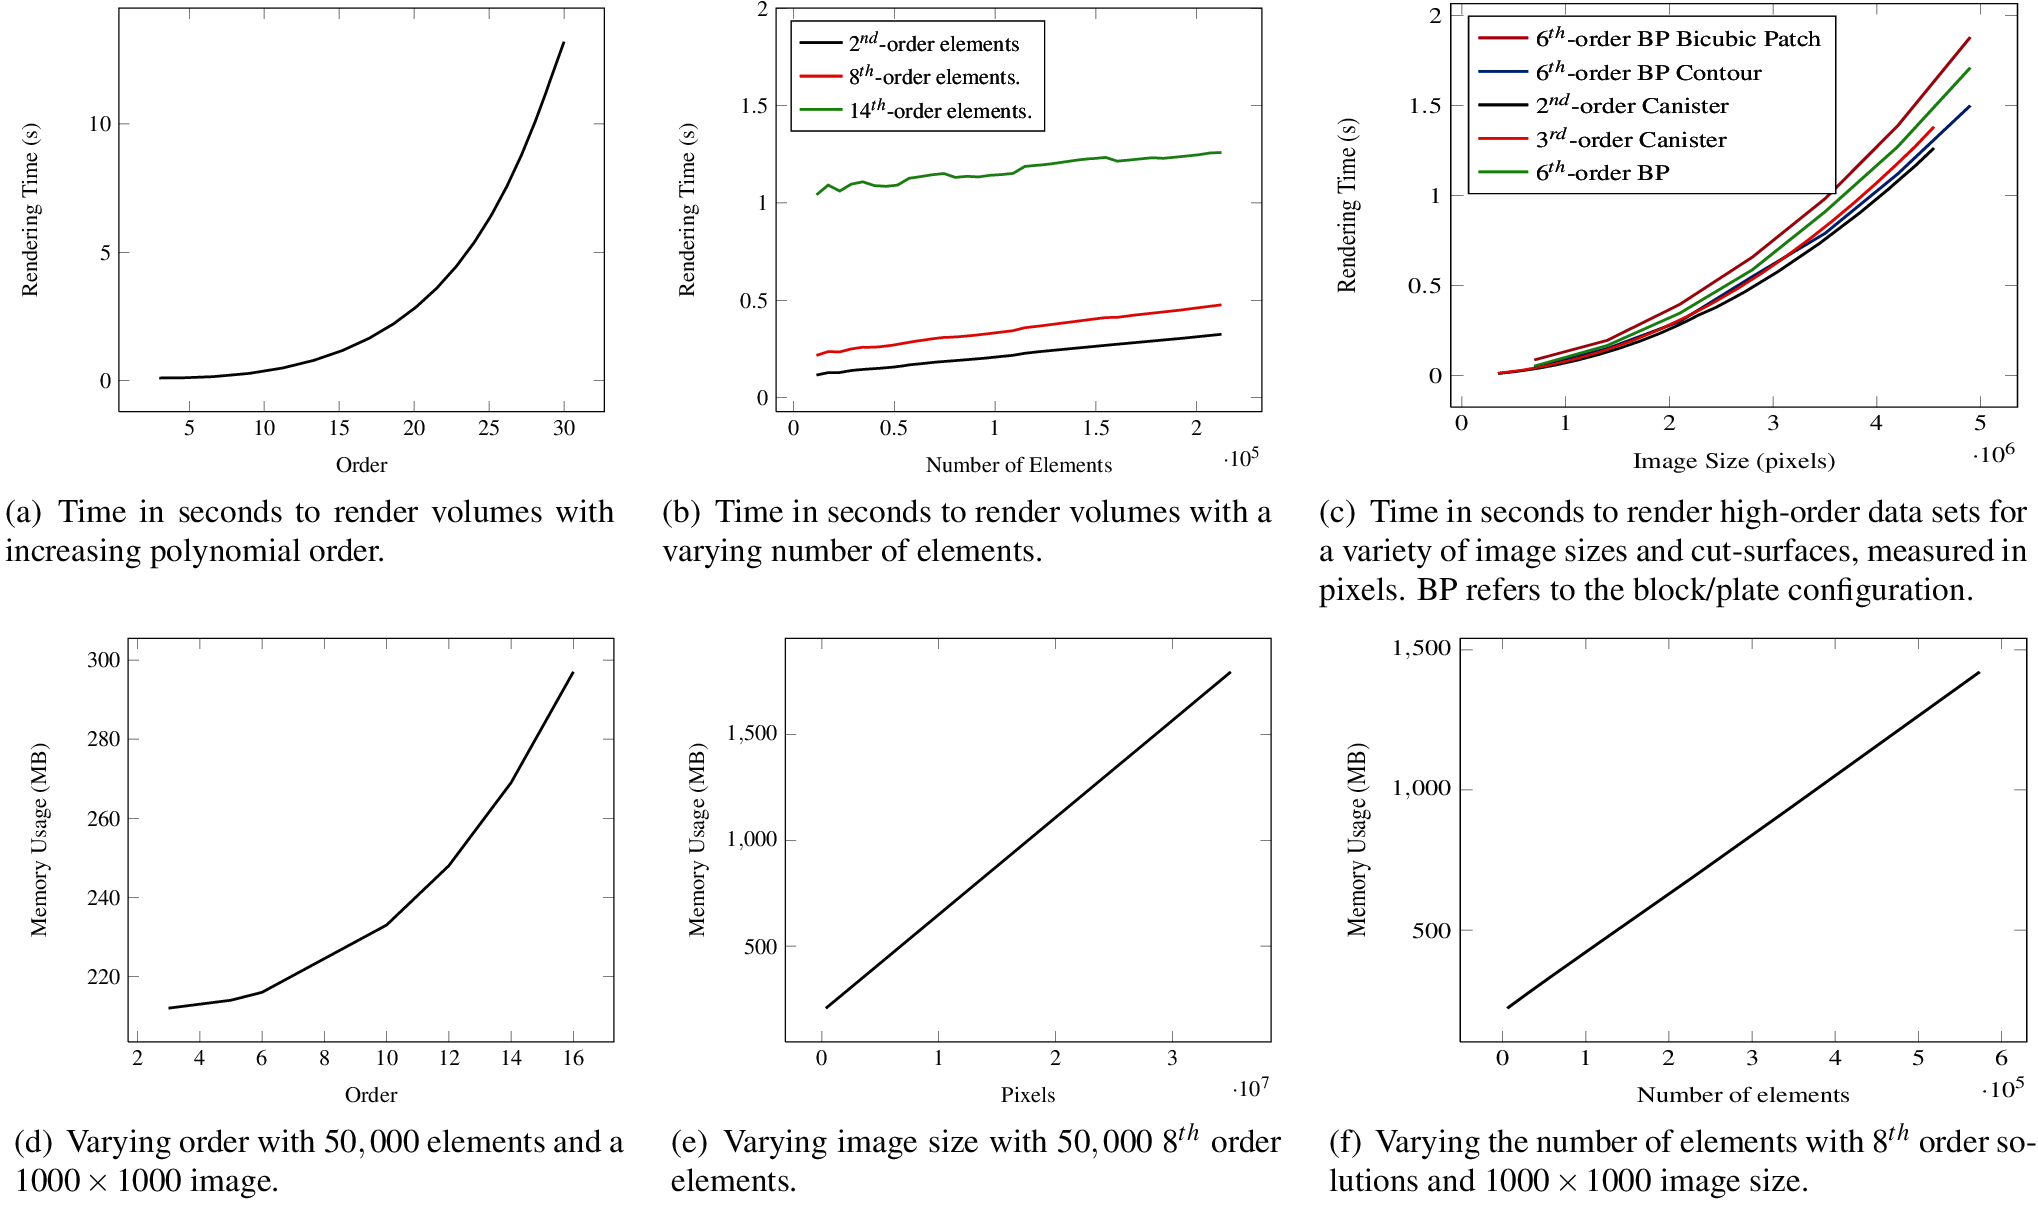 10
5
0
Rendering Time (s)
5 10 15 20 25 30
Order
(a) Time in seconds to render volumes with
increasing polynomial order.
2
1.5
1
0.5
0
Rendering Time (s)
2nd-order elements
8th-order elements.
14th-order elements.
0 0.5 1 1.5 2
·10^5
Number of Elements
(b) Time in seconds to render volumes with a
varying number of elements.
2
1.5
1
0.5
0
Rendering Time (s)
6th-order BP Bicubic Patch
6th-order BP Contour
2nd-order Canister
3rd-order Canister
6th-order BP
0 1 2 3 4 5
·10^6
Image Size (pixels)
(c) Time in seconds to render high-order data sets for
a variety of image sizes and cut-surfaces, measured in
pixels. BP refers to the block/plate configuration.
300
280
260
240
220
Memory Usage (MB)
2 4 6 8 10 12 14 16
Order
(d) Varying order with 50,000 elements and a
1000 × 1000 image.
1,500
1,000
500
Memory Usage (MB)
0 1 2 3
·10^7
Pixels
(e) Varying image size with 50,000 8th order
elements.
1,500
1,000
500
Memory Usage (MB)
0 1 2 3 4 5 6
·10^5
Number of elements
(f) Varying the number of elements with 8th order so-
lutions and 1000 × 1000 image size.